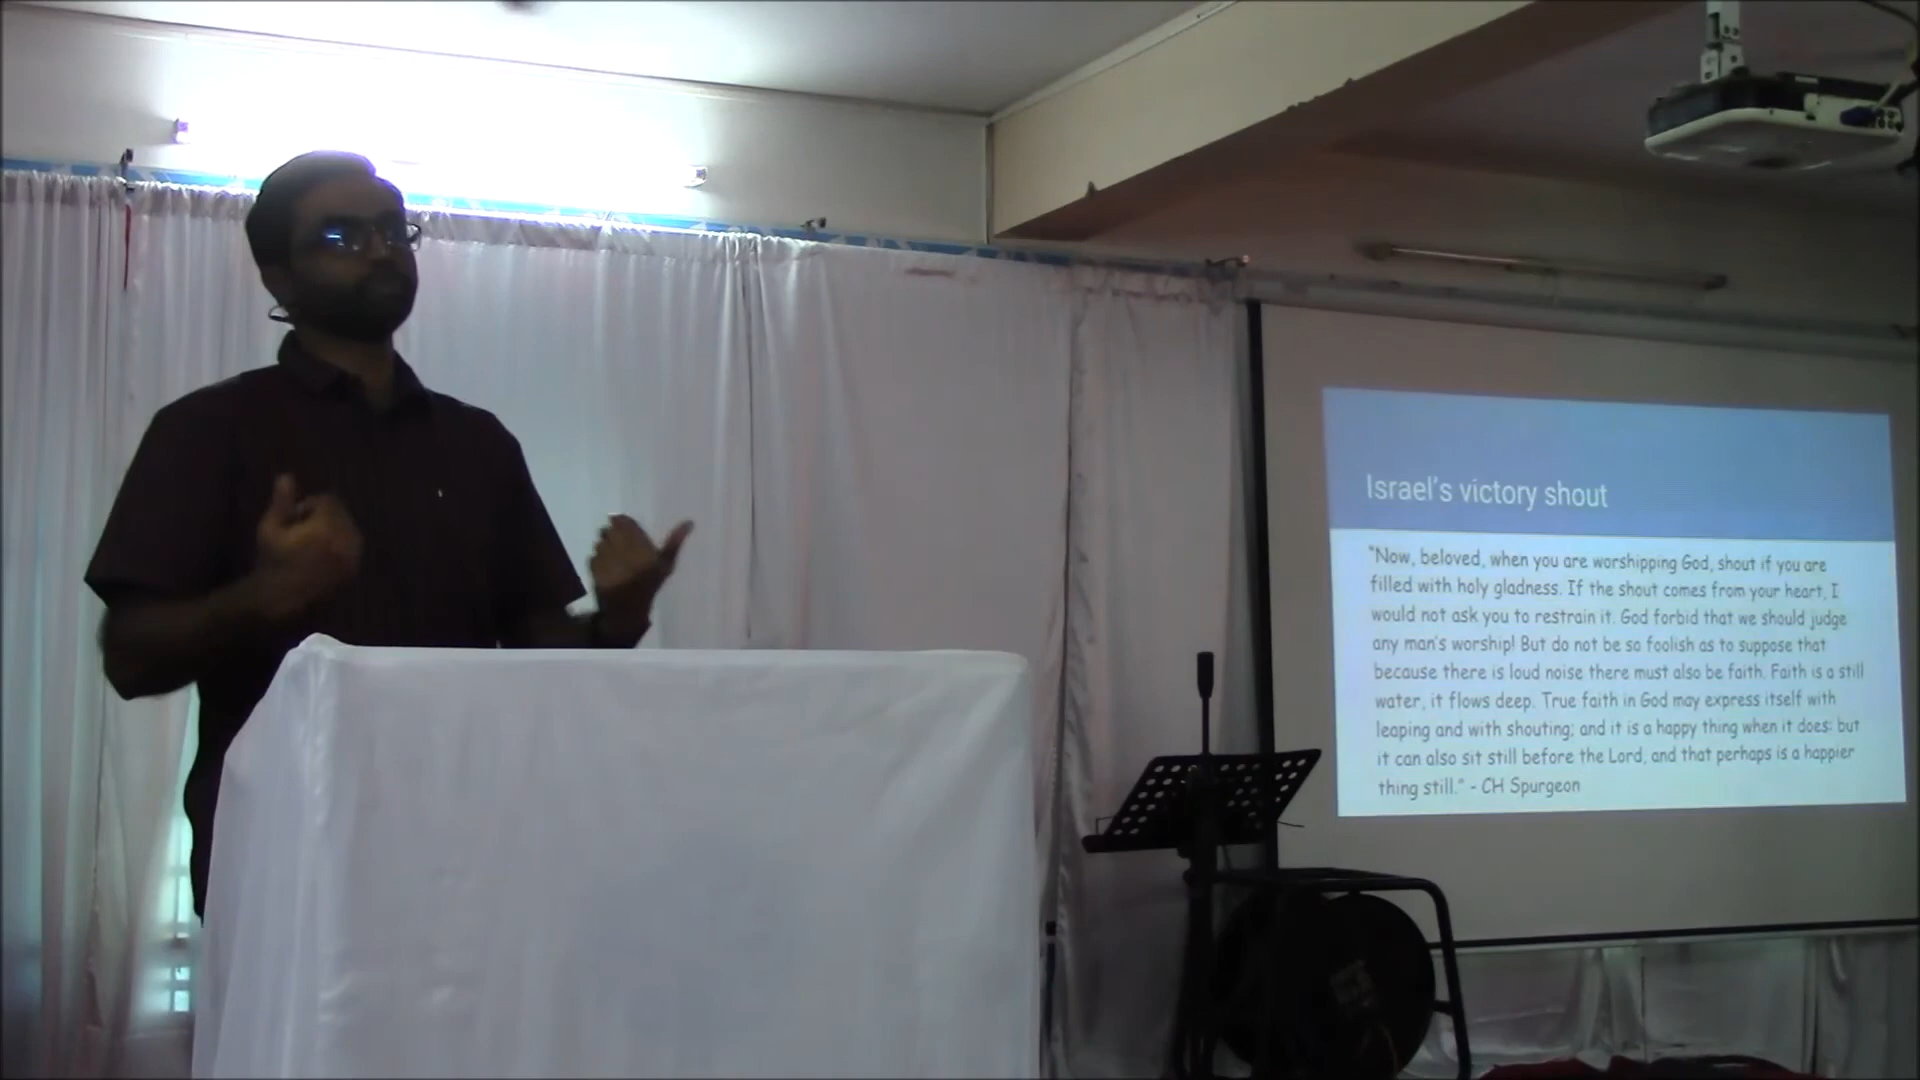 Israel's victory shout
"Now, beloved, when you are worshipping God, shout if you are
filled with holy gladness. If the shout comes from your heart, I
would not ask you to restrain it. God forbid that we should judge
any man's worship! But do not be so foolish as to suppose that
because there is loud noise there must also be faith. Faith is a still
water, it flows deep. True faith in God may express itself with
leaping and with shouting; and it is a happy thing when it does: but
it can also sit still before the Lord, and that perhaps is a happier
thing still." - CH Spurgeon